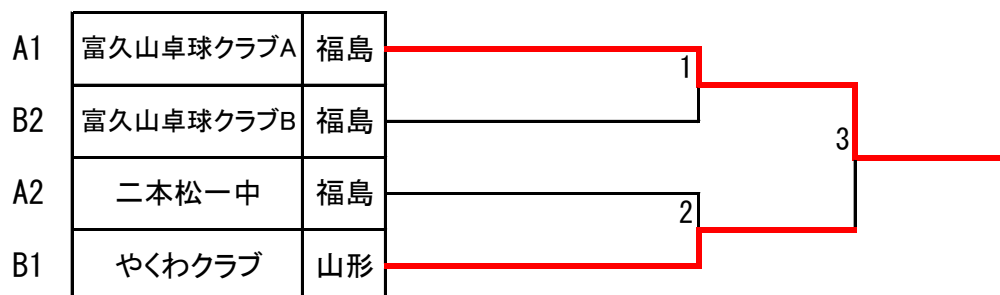 A1 富久山卓球クラブA 福島
1
B2 富久山卓球クラブB 福島
3
A2 二本松一中 福島
2
B1 やくわクラブ 山形